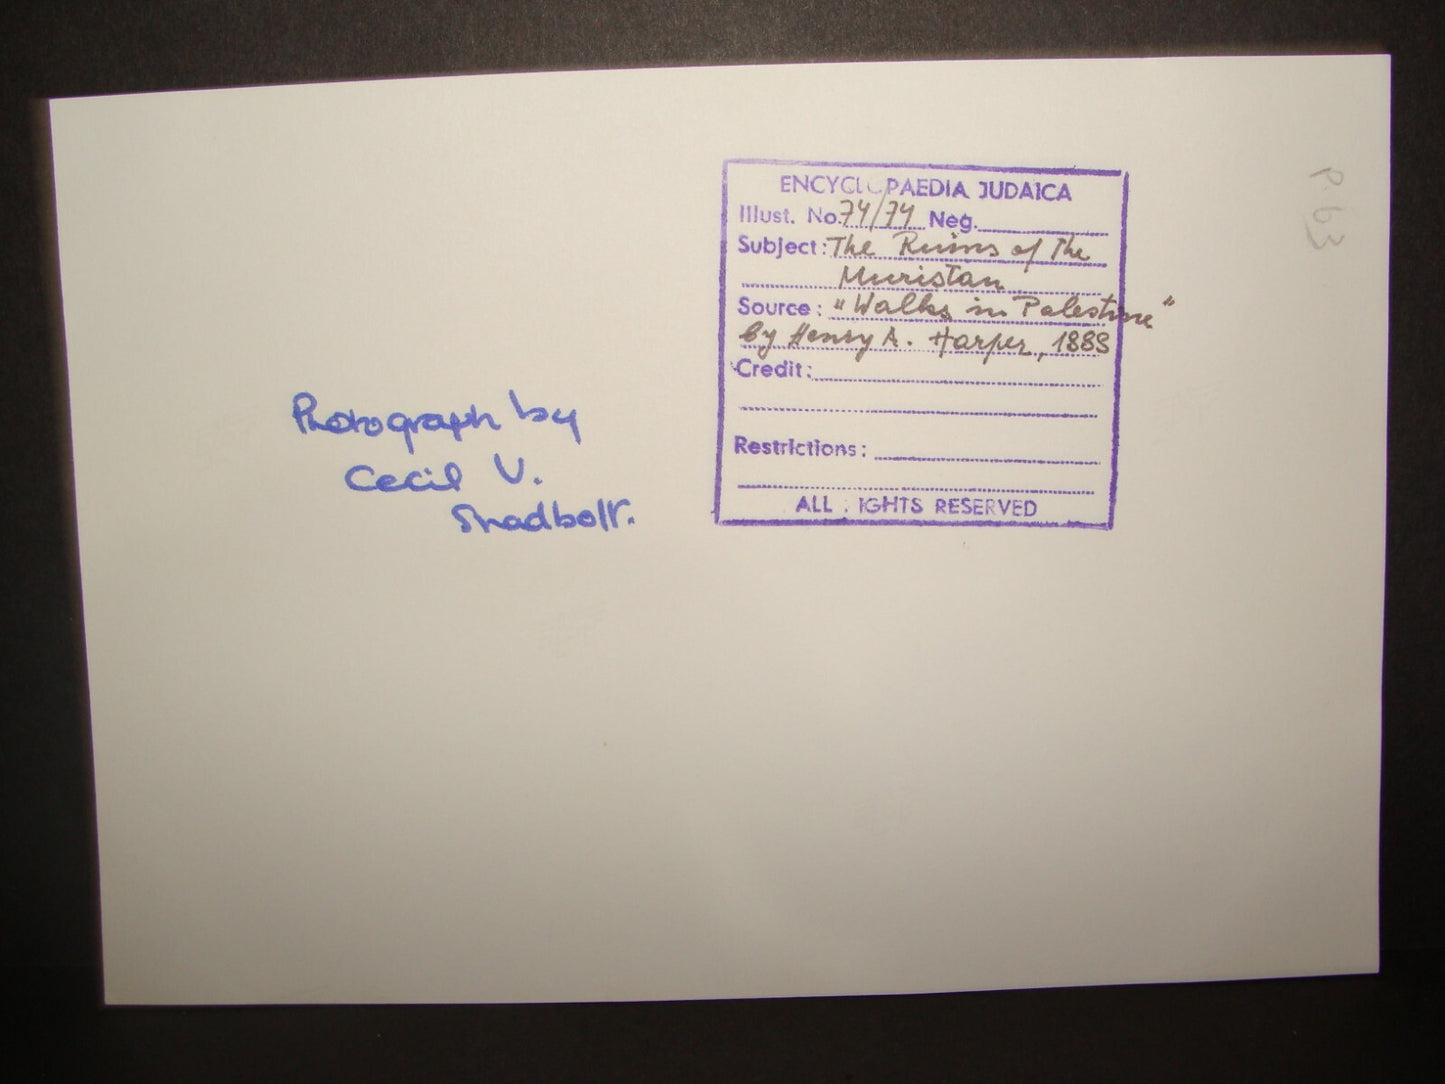 P. 63
ENCYCLOPAEDIA JUDAICA
Illust. No. 74/74 Neg.
Subject: The Ruins of the
Muristan
Source: "Walks in Palestine"
by Henry A. Harper, 1888
Credit:
Restrictions:
ALL RIGHTS RESERVED
Photograph by
Cecil V.
Shadbolt.